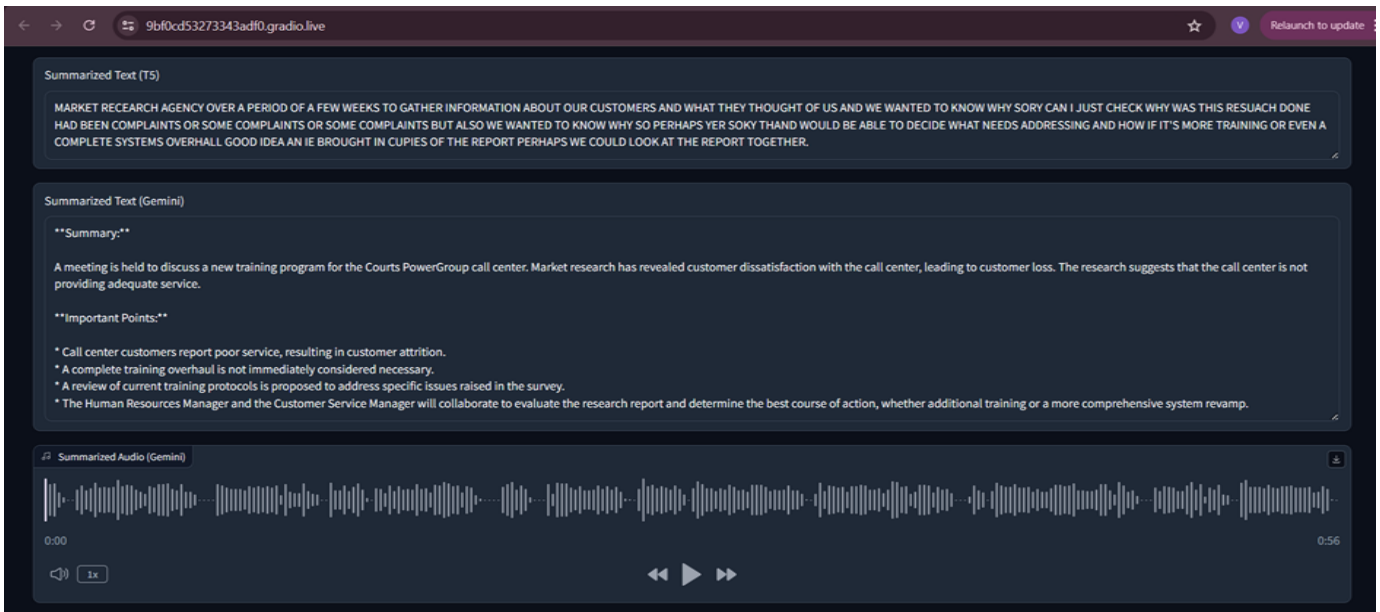 9bf0cd53273343adf0.gradio.live
V
Relaunch to update
Summarized Text (T5)
MARKET RECEARCH AGENCY OVER A PERIOD OF A FEW WEEKS TO GATHER INFORMATION ABOUT OUR CUSTOMERS AND WHAT THEY THOUGHT OF US AND WE WANTED TO KNOW WHY SORY CAN I JUST CHECK WHY WAS THIS RESUACH DONE
HAD BEEN COMPLAINTS OR SOME COMPLAINTS OR SOME COMPLAINTS BUT ALSO WE WANTED TO KNOW WHY SO PERHAPS YER SOKY THAND WOULD BE ABLE TO DECIDE WHAT NEEDS ADDRESSING AND HOW IF IT'S MORE TRAINING OR EVEN A
COMPLETE SYSTEMS OVERHALL GOOD IDEA AN IE BROUGHT IN CUPIES OF THE REPORT PERHAPS WE COULD LOOK AT THE REPORT TOGETHER.
Summarized Text (Gemini)
**Summary:**
A meeting is held to discuss a new training program for the Courts PowerGroup call center. Market research has revealed customer dissatisfaction with the call center, leading to customer loss. The research suggests that the call center is not
providing adequate service.
**Important Points:**
* Call center customers report poor service, resulting in customer attrition.
* A complete training overhaul is not immediately considered necessary.
* A review of current training protocols is proposed to address specific issues raised in the survey.
* The Human Resources Manager and the Customer Service Manager will collaborate to evaluate the research report and determine the best course of action, whether additional training or a more comprehensive system revamp.
Summarized Audio (Gemini)
0:00
0:56
1x